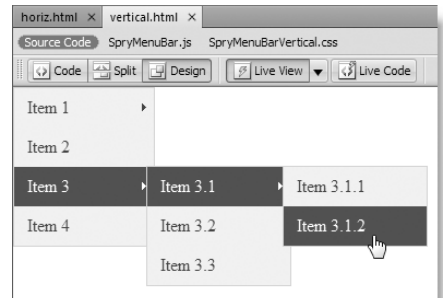 horiz.html × vertical.html ×
Source Code SpryMenuBar.js SpryMenuBarVertical.css
Code Split Design Live View Live Code
Item 1
Item 2
Item 3 Item 3.1 Item 3.1.1
Item 4 Item 3.2 Item 3.1.2
Item 3.3